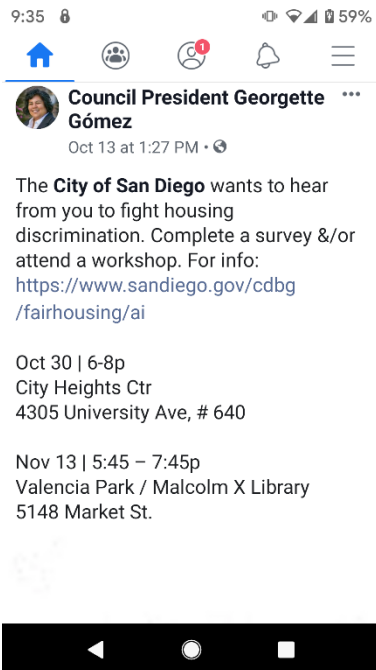 9:35 59%
1
Council President Georgette
Gómez
Oct 13 at 1:27 PM •
The City of San Diego wants to hear
from you to fight housing
discrimination. Complete a survey &/or
attend a workshop. For info:
https://www.sandiego.gov/cdbg
/fairhousing/ai
Oct 30 | 6-8p
City Heights Ctr
4305 University Ave, # 640
Nov 13 | 5:45 – 7:45p
Valencia Park / Malcolm X Library
5148 Market St.